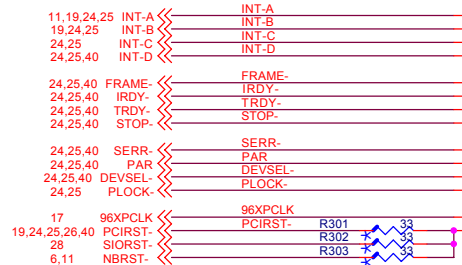 11,19,24,25 INT-A INT-A
19,24,25 INT-B INT-B
24,25 INT-C INT-C
24,25,40 INT-D INT-D
24,25,40 FRAME- FRAME-
24,25,40 IRDY- IRDY-
24,25,40 TRDY- TRDY-
24,25,40 STOP- STOP-
24,25,40 SERR- SERR-
24,25,40 PAR PAR
24,25,40 DEVSEL- DEVSEL-
24,25 PLOCK- PLOCK-
17 96XPCLK 96XPCLK
19,24,25,26,40 PCIRST- PCIRST- R301 33
28 SIORST- R302 33
6,11 NBRST- R303 33